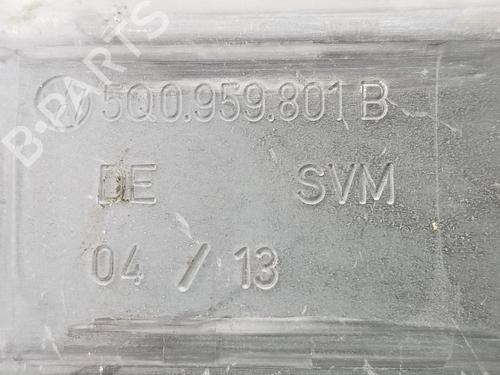 5Q0.959.801 B
DE SVM
04 / 13
B-PARTS